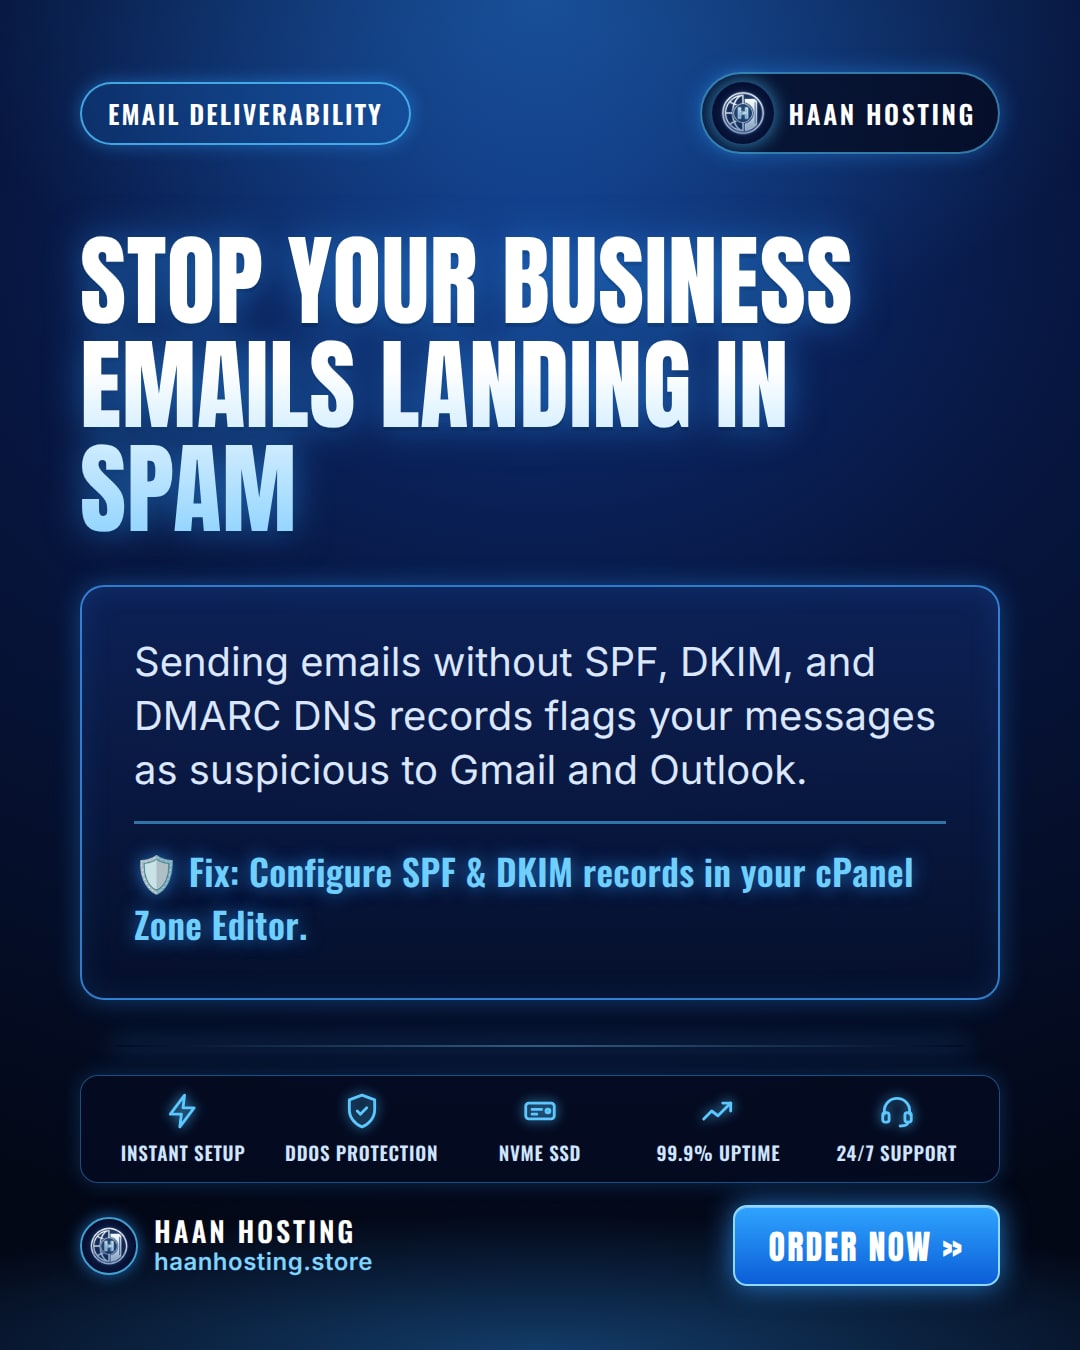 EMAIL DELIVERABILITY
HAAN HOSTING
STOP YOUR BUSINESS
EMAILS LANDING IN
SPAM
Sending emails without SPF, DKIM, and
DMARC DNS records flags your messages
as suspicious to Gmail and Outlook.
🛡️ Fix: Configure SPF & DKIM records in your cPanel
Zone Editor.
INSTANT SETUP
DDOS PROTECTION
NVME SSD
99.9% UPTIME
24/7 SUPPORT
HAAN HOSTING
haanhosting.store
ORDER NOW »